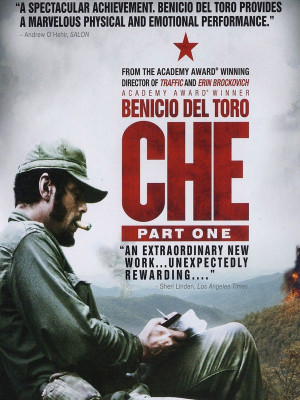 "A SPECTACULAR ACHIEVEMENT. BENICIO DEL TORO PROVIDES
A MARVELOUS PHYSICAL AND EMOTIONAL PERFORMANCE."
– Andrew O'Hehir, SALON
FROM THE ACADEMY AWARD® WINNING
DIRECTOR OF TRAFFIC AND ERIN BROCKOVICH
ACADEMY AWARD® WINNER
BENICIO DEL TORO
CHE
PART ONE
"AN EXTRAORDINARY NEW
WORK...UNEXPECTEDLY
REWARDING...."
– Sheri Linden, Los Angeles Times